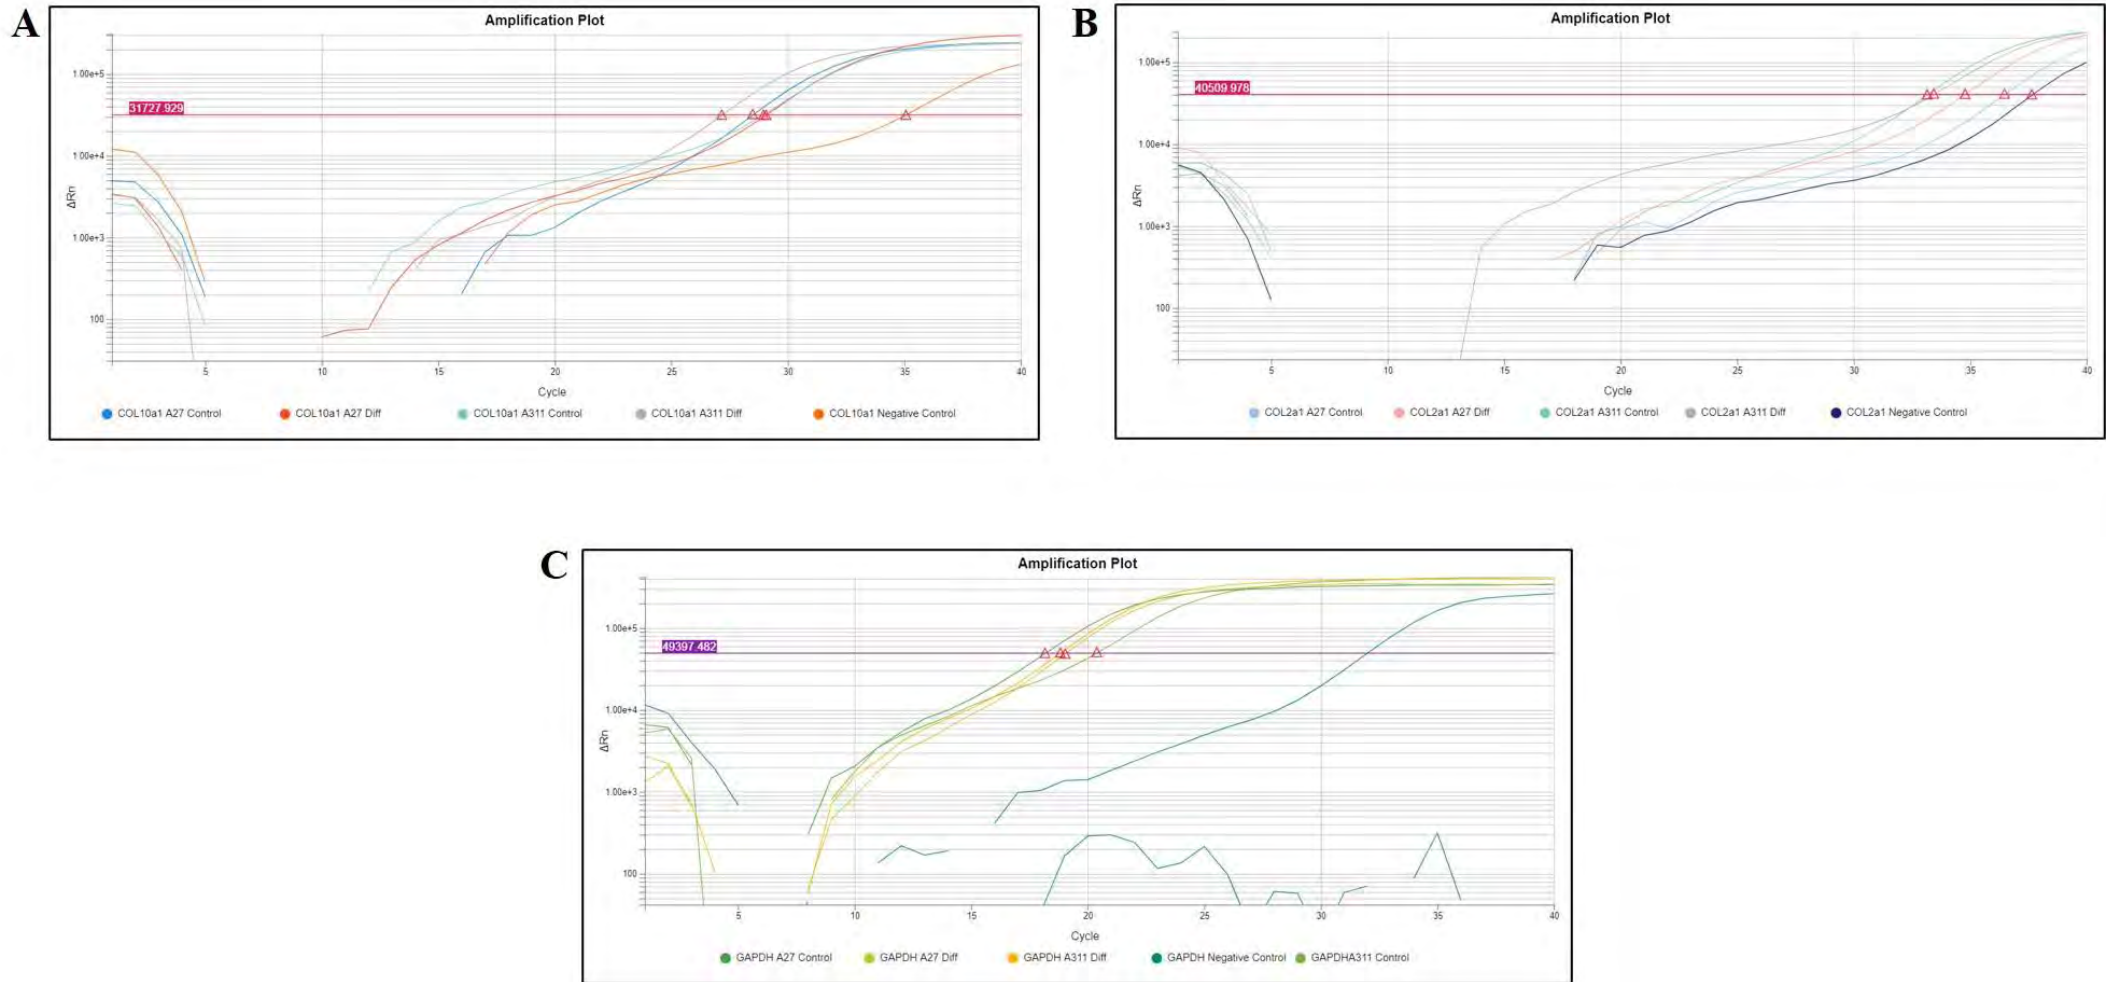 A
Amplification Plot
31727.929
1.00e+5
1.00e+4
1.00e+3
100
ΔRn
5 10 15 20 25 30 35 40
Cycle
COL10a1 A27 Control COL10a1 A27 Diff COL10a1 A311 Control COL10a1 A311 Diff COL10a1 Negative Control
B
Amplification Plot
40509.978
1.00e+5
1.00e+4
1.00e+3
100
ΔRn
5 10 15 20 25 30 35 40
Cycle
COL2a1 A27 Control COL2a1 A27 Diff COL2a1 A311 Control COL2a1 A311 Diff COL2a1 Negative Control
C
Amplification Plot
49397.482
1.00e+5
1.00e+4
1.00e+3
100
ΔRn
5 10 15 20 25 30 35 40
Cycle
GAPDH A27 Control GAPDH A27 Diff GAPDH A311 Diff GAPDH Negative Control GAPDHA311 Control